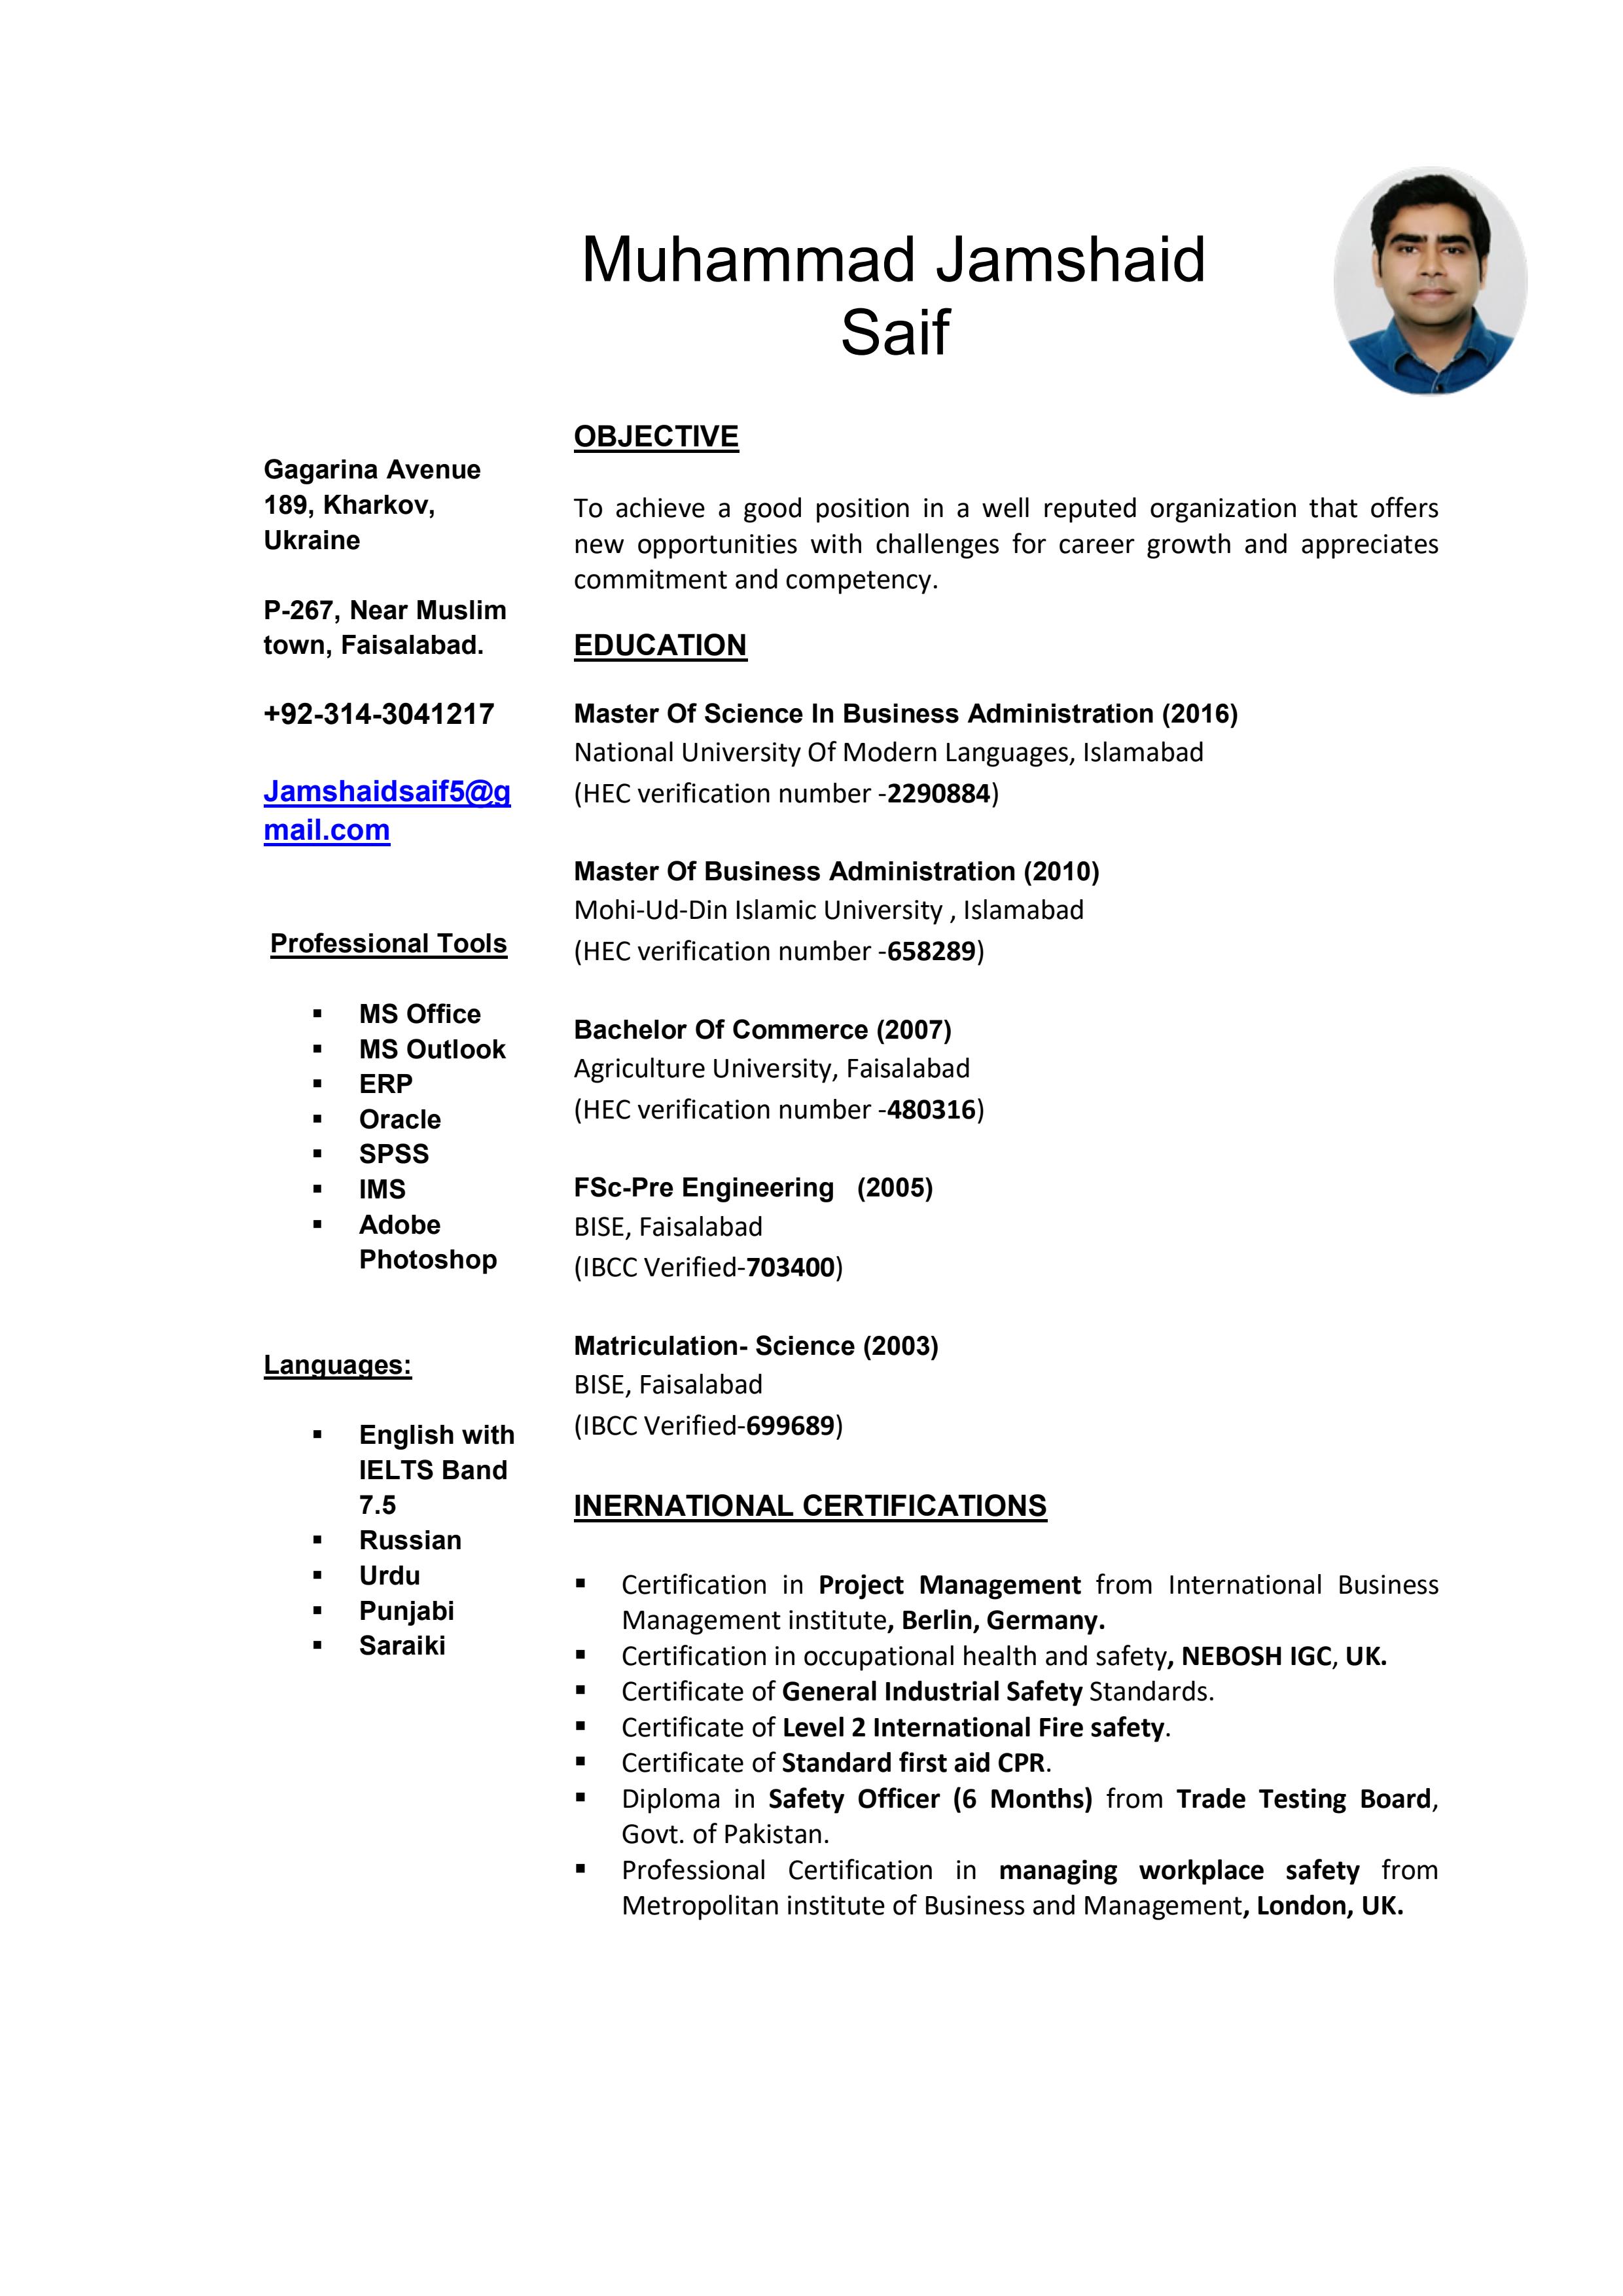 Muhammad Jamshaid
Saif
Gagarina Avenue
189, Kharkov,
Ukraine
P-267, Near Muslim
town, Faisalabad.
+92-314-3041217
Jamshaidsaif5@g
mail.com
Professional Tools
▪ MS Office
▪ MS Outlook
▪ ERP
▪ Oracle
▪ SPSS
▪ IMS
▪ Adobe
Photoshop
Languages:
▪ English with
IELTS Band
7.5
▪ Russian
▪ Urdu
▪ Punjabi
▪ Saraiki
OBJECTIVE
To achieve a good position in a well reputed organization that offers
new opportunities with challenges for career growth and appreciates
commitment and competency.
EDUCATION
Master Of Science In Business Administration (2016)
National University Of Modern Languages, Islamabad
(HEC verification number -2290884)
Master Of Business Administration (2010)
Mohi-Ud-Din Islamic University , Islamabad
(HEC verification number -658289)
Bachelor Of Commerce (2007)
Agriculture University, Faisalabad
(HEC verification number -480316)
FSc-Pre Engineering (2005)
BISE, Faisalabad
(IBCC Verified-703400)
Matriculation- Science (2003)
BISE, Faisalabad
(IBCC Verified-699689)
INERNATIONAL CERTIFICATIONS
▪ Certification in Project Management from International Business
Management institute, Berlin, Germany.
▪ Certification in occupational health and safety, NEBOSH IGC, UK.
▪ Certificate of General Industrial Safety Standards.
▪ Certificate of Level 2 International Fire safety.
▪ Certificate of Standard first aid CPR.
▪ Diploma in Safety Officer (6 Months) from Trade Testing Board,
Govt. of Pakistan.
▪ Professional Certification in managing workplace safety from
Metropolitan institute of Business and Management, London, UK.